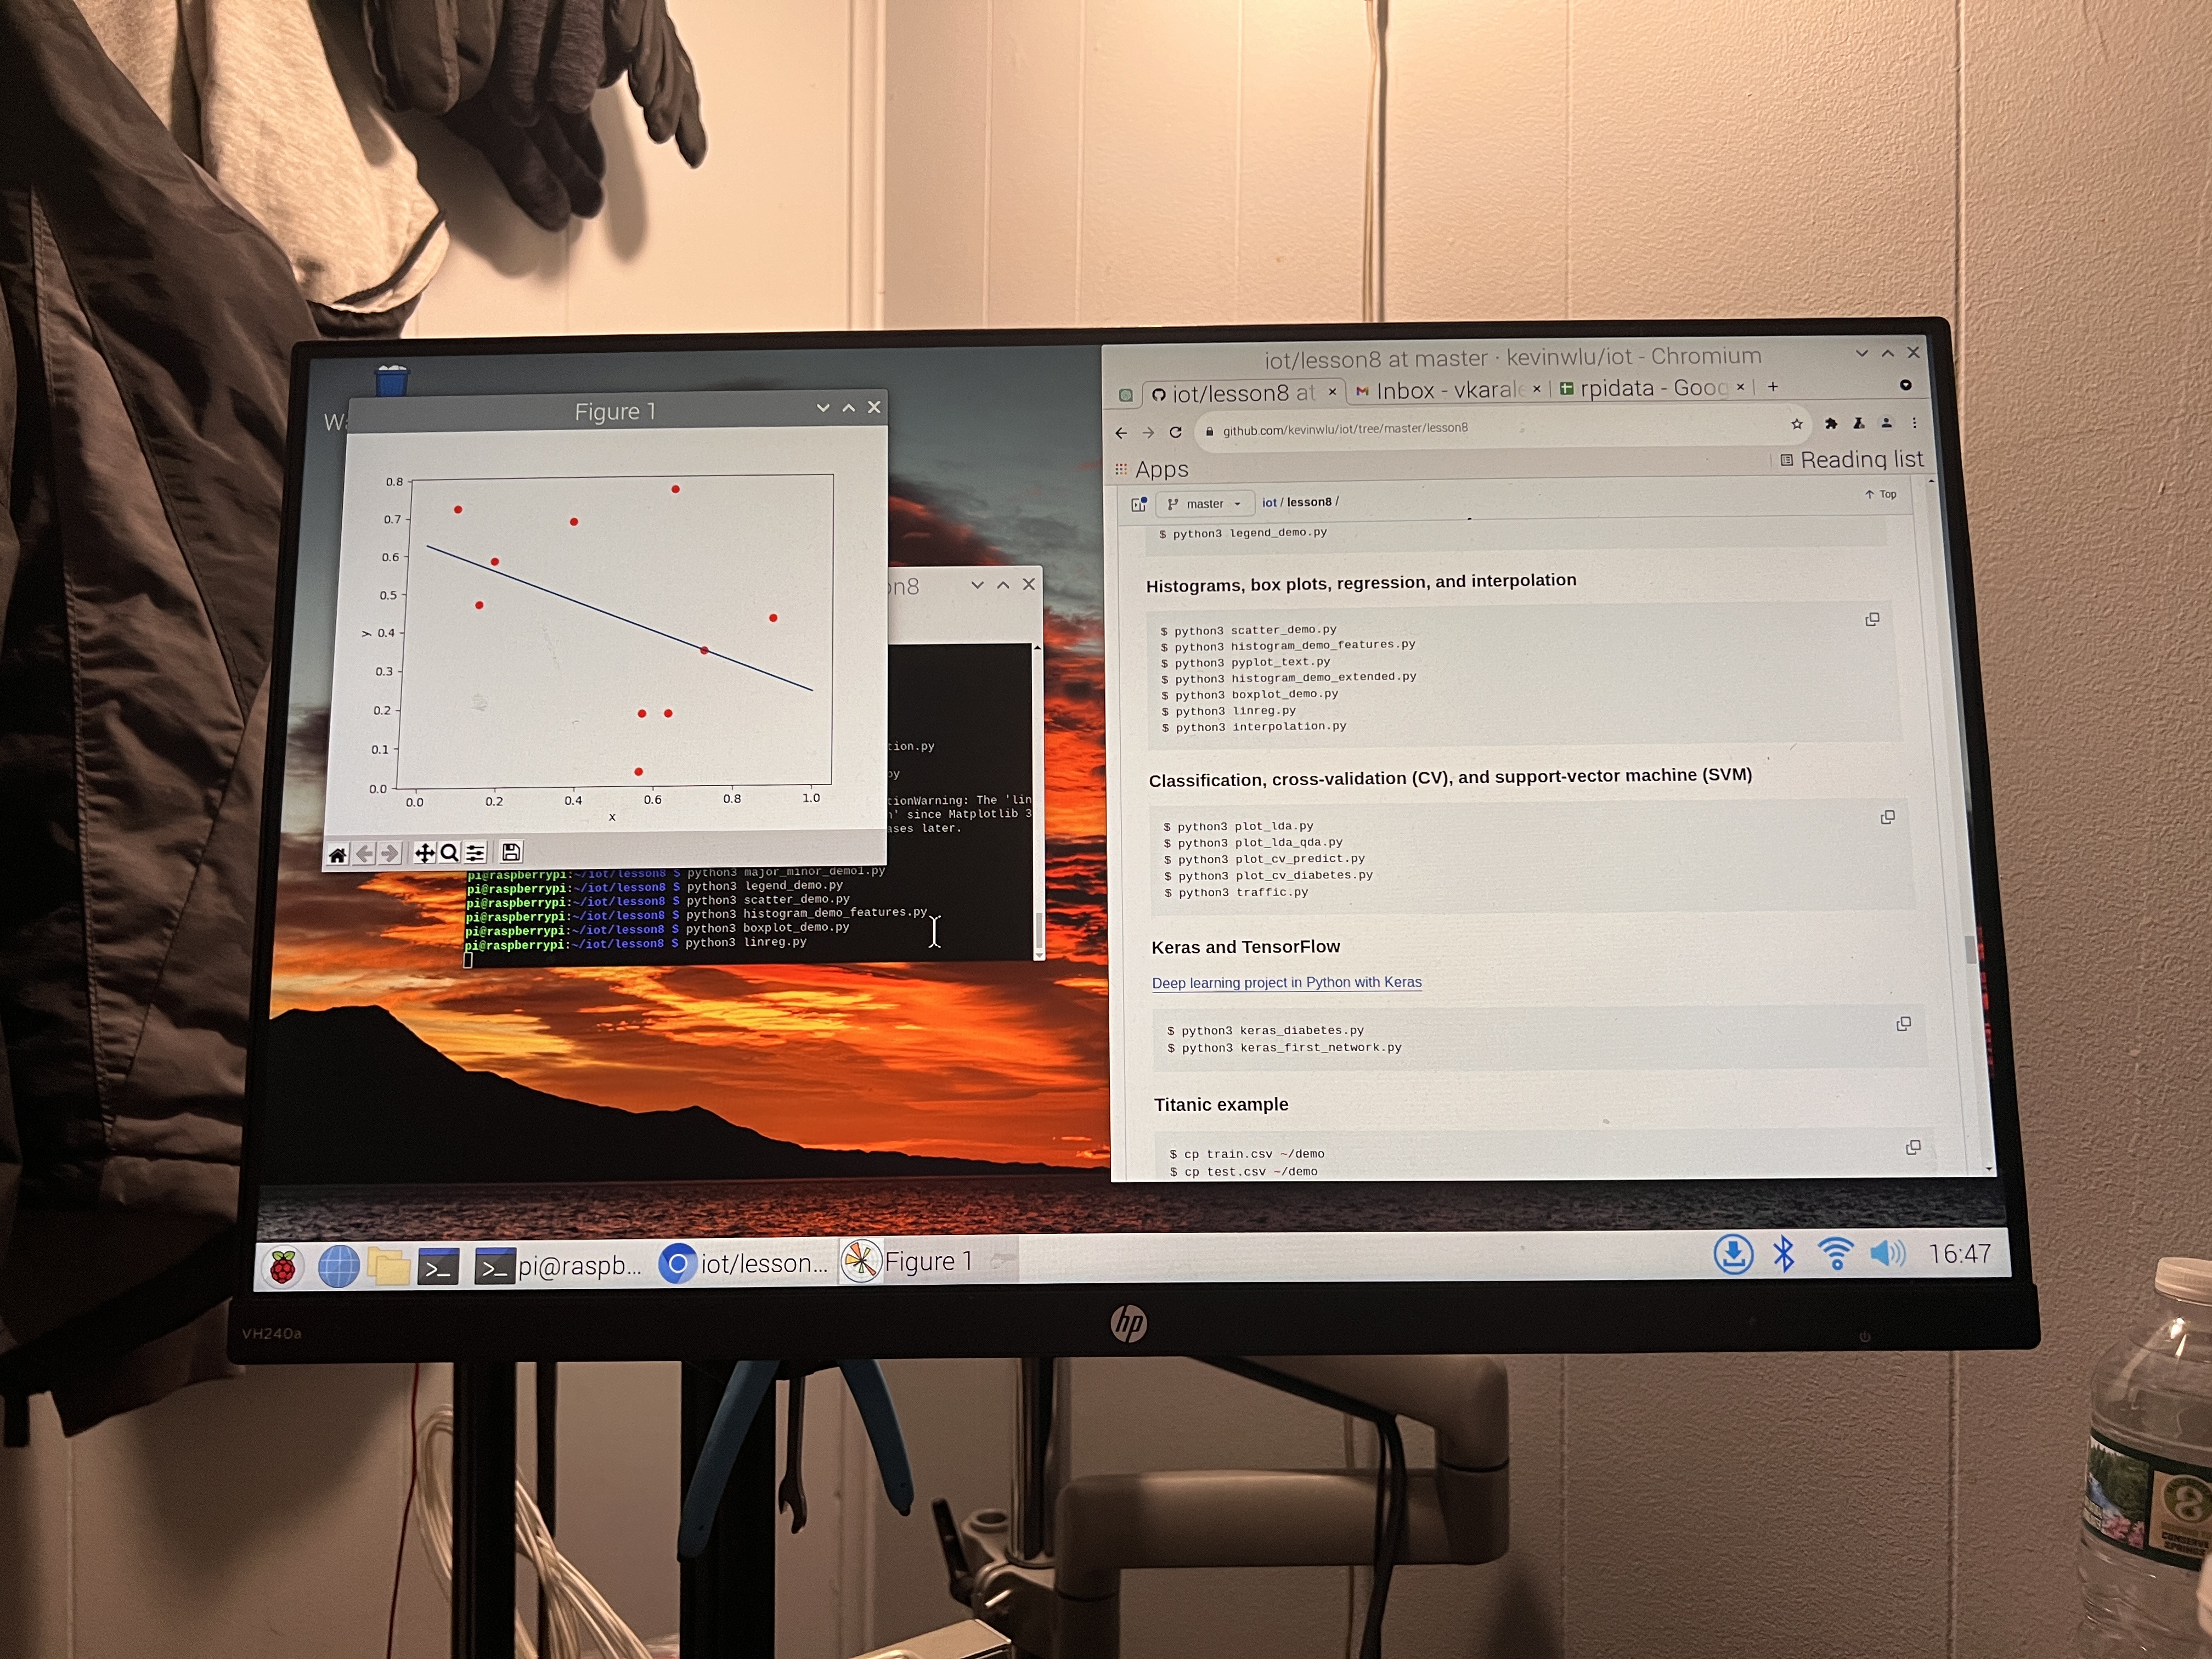 Wa
Figure 1
0.8
0.7
0.6
0.5
y 0.4
0.3
0.2
0.1
0.0
0.0 0.2 0.4 0.6 0.8 1.0
x
on8
tion.py
py
tionWarning: The 'lin
' since Matplotlib 3
ases later.
pi@raspberrypi:~/iot/lesson8 $ python3 major_minor_demo1.py
pi@raspberrypi:~/iot/lesson8 $ python3 legend_demo.py
pi@raspberrypi:~/iot/lesson8 $ python3 scatter_demo.py
pi@raspberrypi:~/iot/lesson8 $ python3 histogram_demo_features.py
pi@raspberrypi:~/iot/lesson8 $ python3 boxplot_demo.py
pi@raspberrypi:~/iot/lesson8 $ python3 linreg.py
iot/lesson8 at master · kevinwlu/iot - Chromium
iot/lesson8 at Inbox - vkarale rpidata - Goog
github.com/kevinwlu/iot/tree/master/lesson8
Apps Reading list
master iot / lesson8 / Top
$ python3 legend_demo.py
Histograms, box plots, regression, and interpolation
$ python3 scatter_demo.py
$ python3 histogram_demo_features.py
$ python3 pyplot_text.py
$ python3 histogram_demo_extended.py
$ python3 boxplot_demo.py
$ python3 linreg.py
$ python3 interpolation.py
Classification, cross-validation (CV), and support-vector machine (SVM)
$ python3 plot_lda.py
$ python3 plot_lda_qda.py
$ python3 plot_cv_predict.py
$ python3 plot_cv_diabetes.py
$ python3 traffic.py
Keras and TensorFlow
Deep learning project in Python with Keras
$ python3 keras_diabetes.py
$ python3 keras_first_network.py
Titanic example
$ cp train.csv ~/demo
$ cp test.csv ~/demo
pi@raspb... iot/lesson... Figure 1 16:47
VH240a
hp